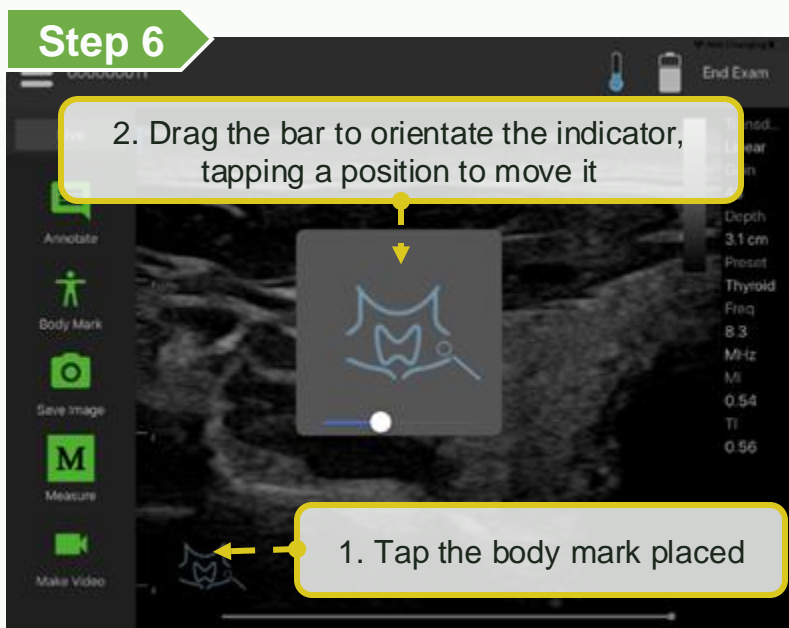 Step 6
End Exam
2. Drag the bar to orientate the indicator,
tapping a position to move it
Annotate
Depth
3.1 cm
Preset
Thyroid
Body Mark
Freq
8.3
MHz
MI
Save Image
0.54
TI
0.56
M
Measure
1. Tap the body mark placed
Make Video